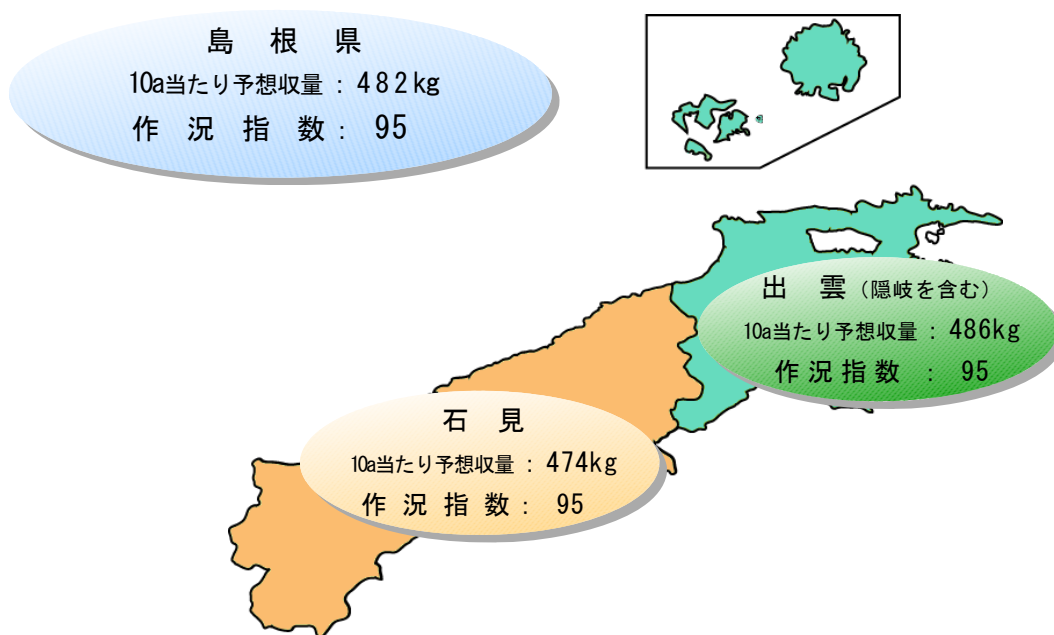 島根県
10a当たり予想収量：482kg
作況指数：95
出雲（隠岐を含む）
10a当たり予想収量：486kg
作況指数：95
石見
10a当たり予想収量：474kg
作況指数：95